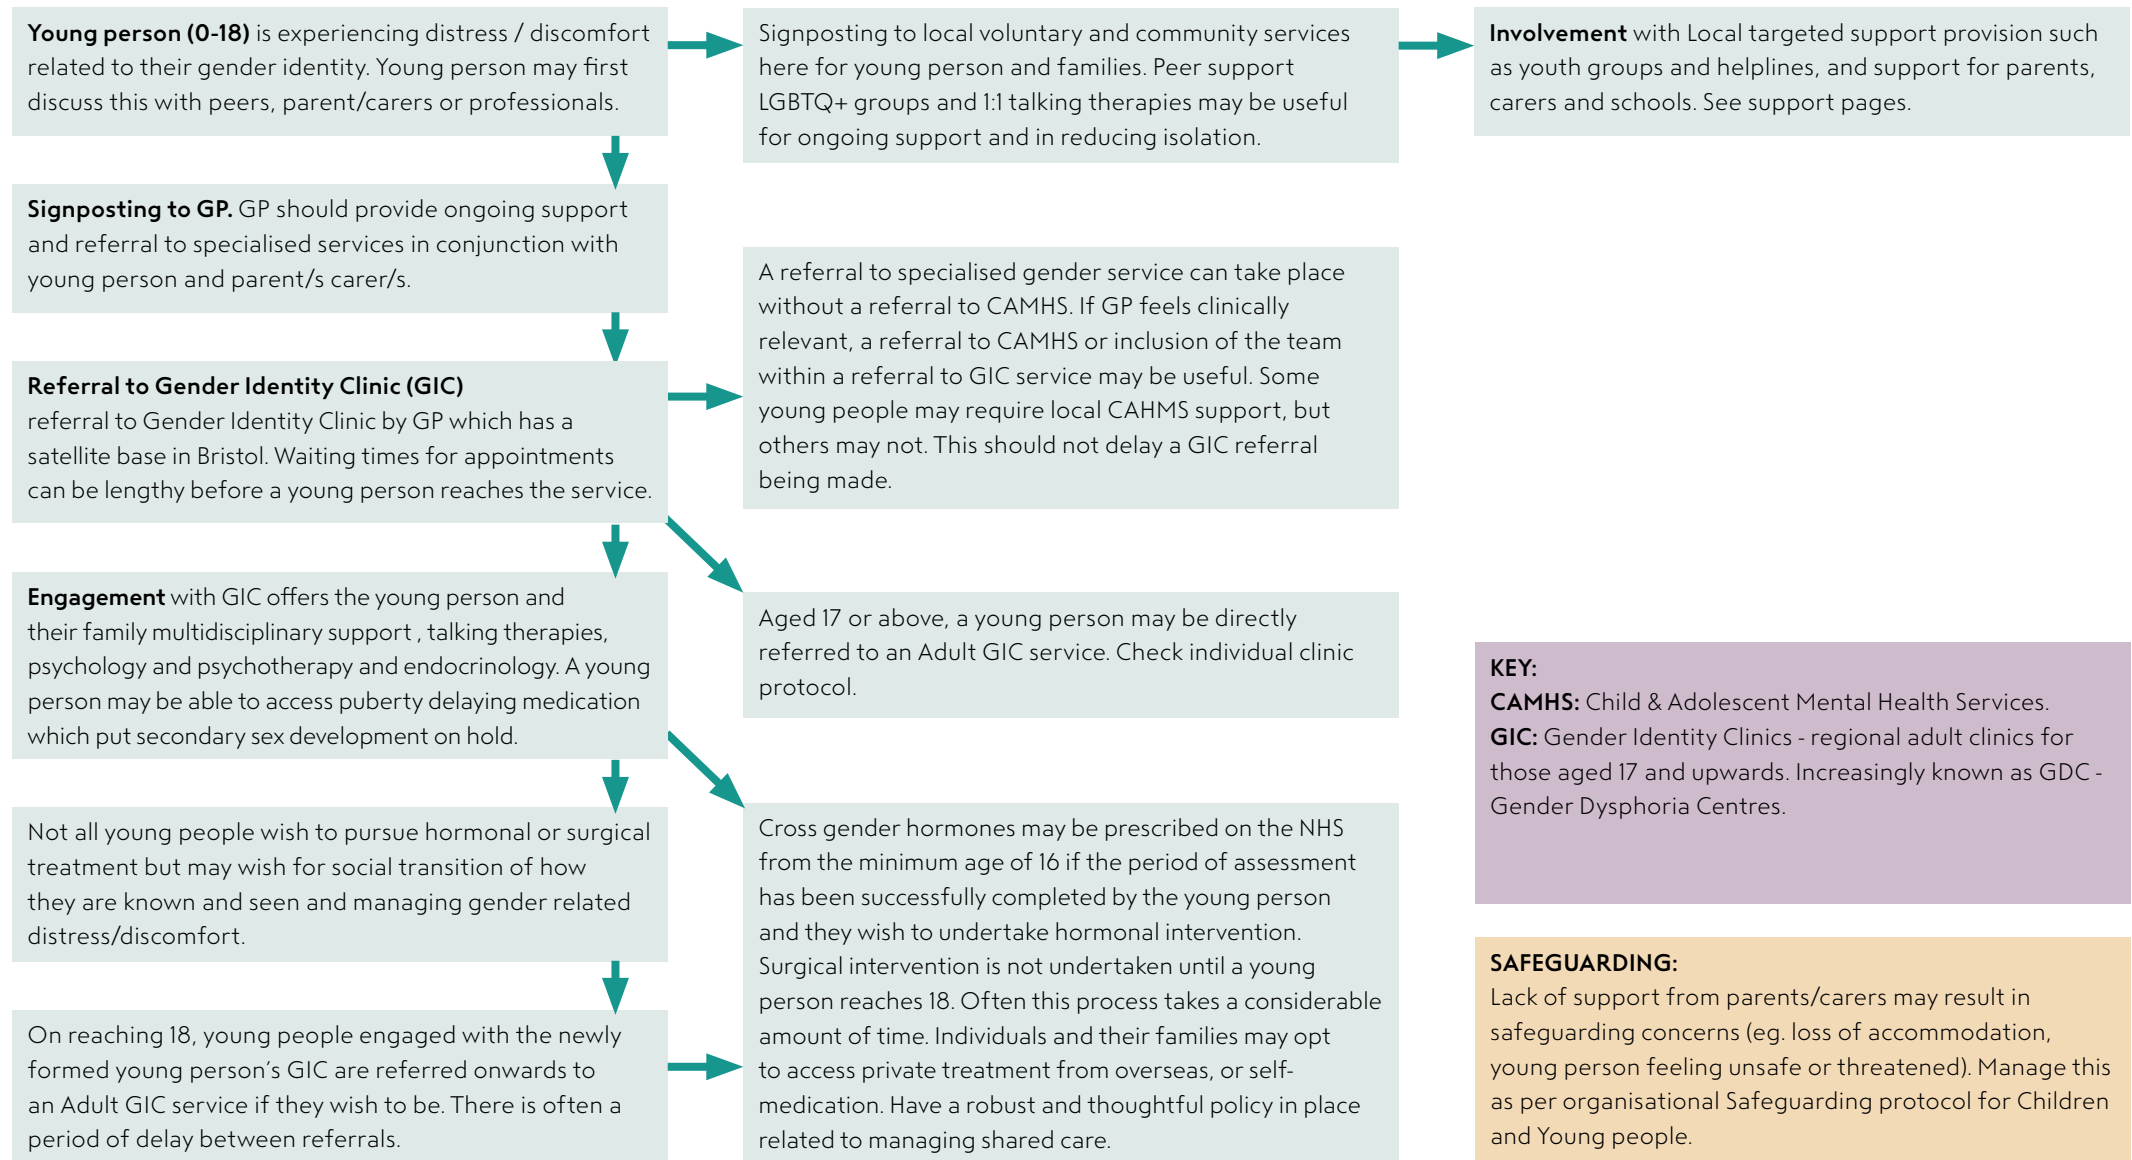 Young person (0-18) is experiencing distress / discomfort
related to their gender identity. Young person may first
discuss this with peers, parent/carers or professionals.
Signposting to local voluntary and community services
here for young person and families. Peer support
LGBTQ+ groups and 1:1 talking therapies may be useful
for ongoing support and in reducing isolation.
Involvement with Local targeted support provision such
as youth groups and helplines, and support for parents,
carers and schools. See support pages.
Signposting to GP. GP should provide ongoing support
and referral to specialised services in conjunction with
young person and parent/s carer/s.
Referral to Gender Identity Clinic (GIC)
referral to Gender Identity Clinic by GP which has a
satellite base in Bristol. Waiting times for appointments
can be lengthy before a young person reaches the service.
A referral to specialised gender service can take place
without a referral to CAMHS. If GP feels clinically
relevant, a referral to CAMHS or inclusion of the team
within a referral to GIC service may be useful. Some
young people may require local CAHMS support, but
others may not. This should not delay a GIC referral
being made.
Engagement with GIC offers the young person and
their family multidisciplinary support , talking therapies,
psychology and psychotherapy and endocrinology. A young
person may be able to access puberty delaying medication
which put secondary sex development on hold.
Aged 17 or above, a young person may be directly
referred to an Adult GIC service. Check individual clinic
protocol.
Not all young people wish to pursue hormonal or surgical
treatment but may wish for social transition of how
they are known and seen and managing gender related
distress/discomfort.
On reaching 18, young people engaged with the newly
formed young person's GIC are referred onwards to
an Adult GIC service if they wish to be. There is often a
period of delay between referrals.
Cross gender hormones may be prescribed on the NHS
from the minimum age of 16 if the period of assessment
has been successfully completed by the young person
and they wish to undertake hormonal intervention.
Surgical intervention is not undertaken until a young
person reaches 18. Often this process takes a considerable
amount of time. Individuals and their families may opt
to access private treatment from overseas, or self-
medication. Have a robust and thoughtful policy in place
related to managing shared care.
KEY:
CAMHS: Child & Adolescent Mental Health Services.
GIC: Gender Identity Clinics - regional adult clinics for
those aged 17 and upwards. Increasingly known as GDC -
Gender Dysphoria Centres.
SAFEGUARDING:
Lack of support from parents/carers may result in
safeguarding concerns (eg. loss of accommodation,
young person feeling unsafe or threatened). Manage this
as per organisational Safeguarding protocol for Children
and Young people.